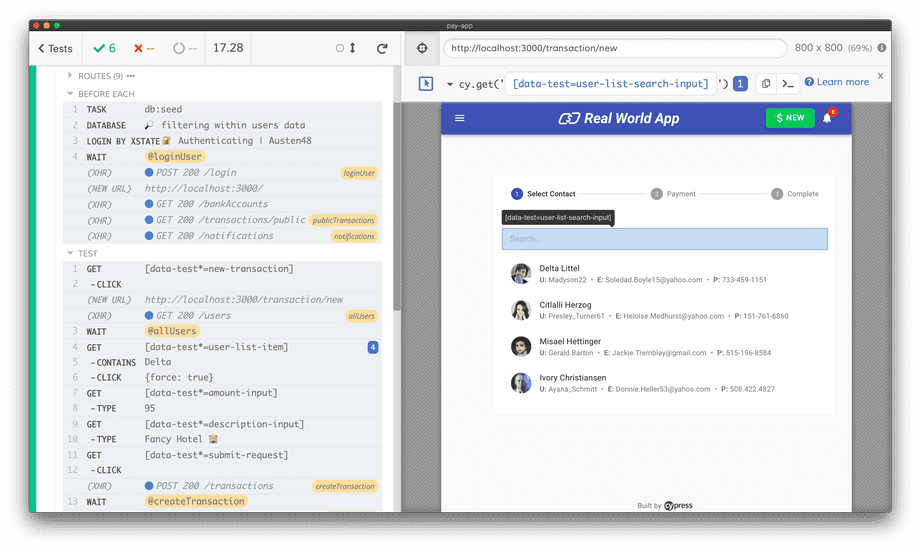 pay-app
Tests 6 -- -- 17.28
http://localhost:3000/transaction/new 800 x 800 (69%)
ROUTES (9)
BEFORE EACH
1 TASK db:seed
2 DATABASE filtering within users data
3 LOGIN BY XSTATE Authenticating | Austen48
4 WAIT @loginUser
(XHR) POST 200 /login loginUser
(NEW URL) http://localhost:3000/
(XHR) GET 200 /bankAccounts
(XHR) GET 200 /transactions/public publicTransactions
(XHR) GET 200 /notifications notifications
TEST
1 GET [data-test*=new-transaction]
2 -CLICK
(NEW URL) http://localhost:3000/transaction/new
(XHR) GET 200 /users allUsers
3 WAIT @allUsers
4 GET [data-test*=user-list-item] 4
5 -CONTAINS Delta
6 -CLICK {force: true}
7 GET [data-test*=amount-input]
8 -TYPE 95
9 GET [data-test*=description-input]
10 -TYPE Fancy Hotel
11 GET [data-test*=submit-request]
12 -CLICK
(XHR) POST 200 /transactions createTransaction
13 WAIT @createTransaction
cy.get('[data-test=user-list-search-input]') 1 Learn more x
Real World App $ NEW 8
1 Select Contact 2 Payment 3 Complete
[data-test=user-list-search-input]
Search...
Delta Littel
U: Madyson22 • E: Soledad.Boyle15@yahoo.com • P: 733-459-1151
Citlalli Herzog
U: Presley_Turner61 • E: Heloise.Medhurst@yahoo.com • P: 151-761-6860
Misael Hettinger
U: Gerald.Barton • E: Jackie.Tremblay@gmail.com • P: 515-196-8584
Ivory Christiansen
U: Ayana_Schmitt • E: Donnie.Heller53@yahoo.com • P: 508.422.4827
Built by cypress